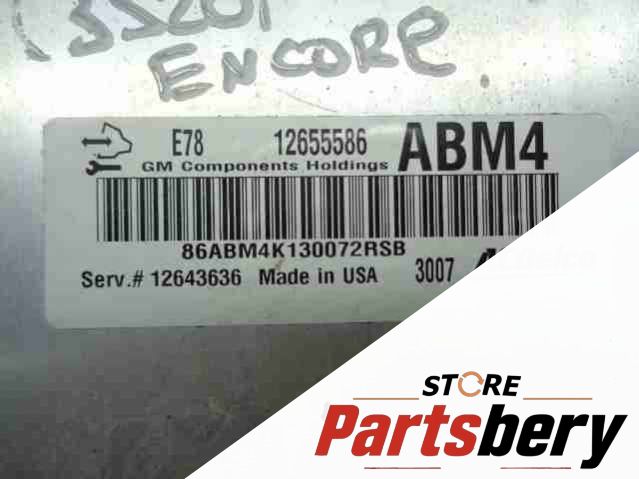 ENCORE
E78 12655586 ABM4
GM Components Holdings
86ABM4K130072RSB
Serv.# 12643636 Made in USA 3007
STORE
Partsbery